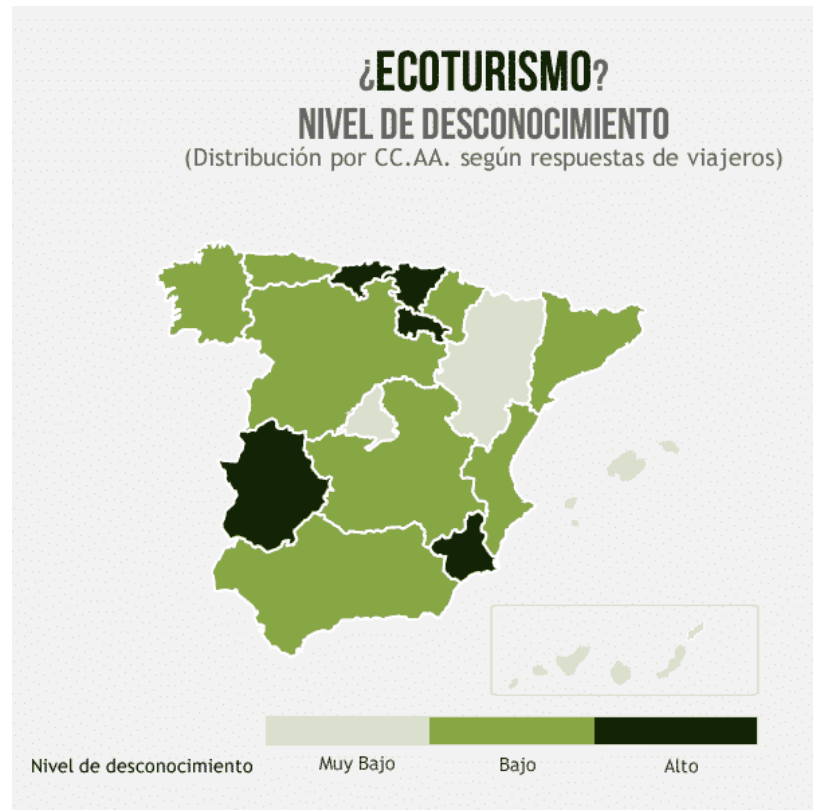 ¿ECOTURISMO?
NIVEL DE DESCONOCIMIENTO
(Distribución por CC.AA. según respuestas de viajeros)
Nivel de desconocimiento Muy Bajo Bajo Alto